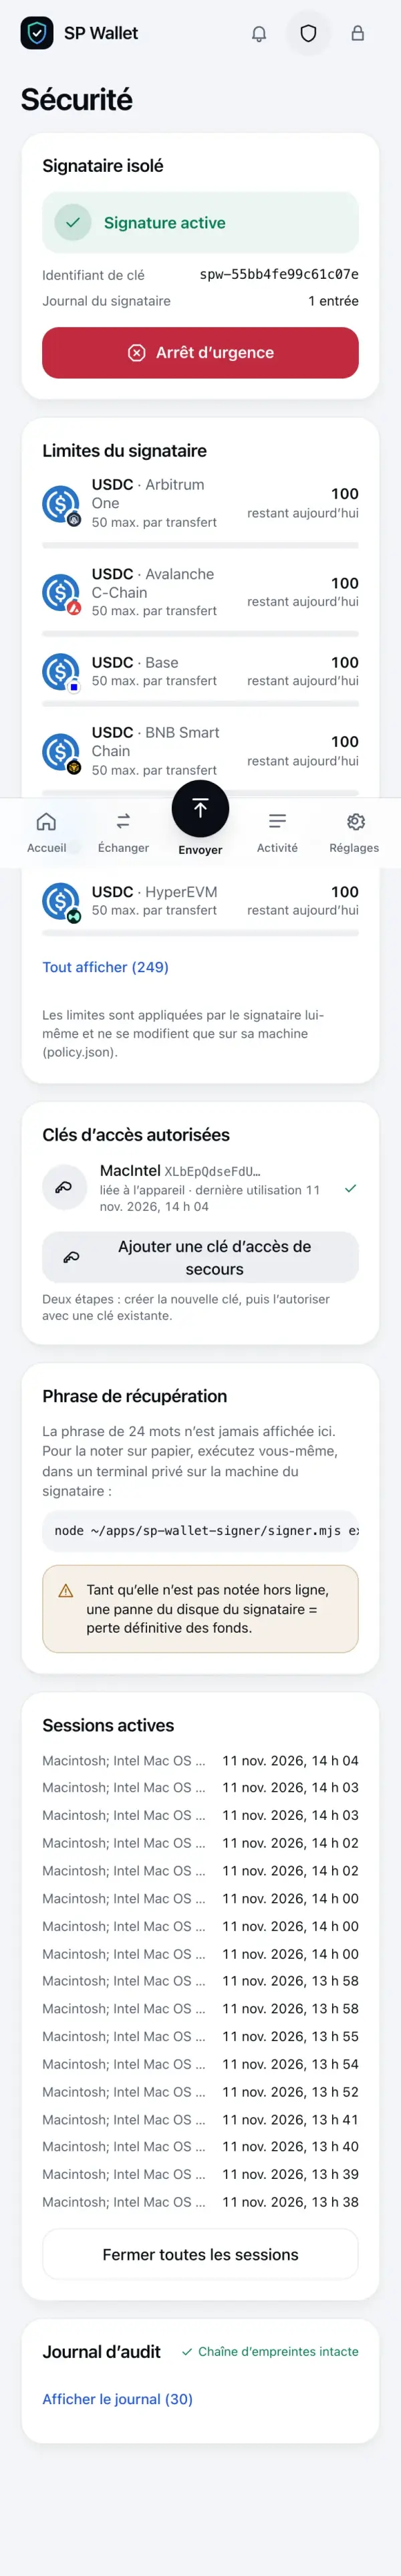 SP Wallet
Sécurité
Signataire isolé
Signature active
Identifiant de clé spw-55bb4fe99c61c07e
Journal du signataire 1 entrée
Arrêt d’urgence
Limites du signataire
USDC · Arbitrum One
50 max. par transfert
100
restant aujourd’hui
USDC · Avalanche C-Chain
50 max. par transfert
100
restant aujourd’hui
USDC · Base
50 max. par transfert
100
restant aujourd’hui
USDC · BNB Smart Chain
50 max. par transfert
100
restant aujourd’hui
Accueil
Échanger
Envoyer
Activité
Réglages
USDC · HyperEVM
50 max. par transfert
100
restant aujourd’hui
Tout afficher (249)
Les limites sont appliquées par le signataire lui-
même et ne se modifient que sur sa machine
(policy.json).
Clés d’accès autorisées
MacIntel XLbEpQdseFdU…
liée à l’appareil · dernière utilisation 11
nov. 2026, 14 h 04
Ajouter une clé d’accès de
secours
Deux étapes : créer la nouvelle clé, puis l’autoriser
avec une clé existante.
Phrase de récupération
La phrase de 24 mots n’est jamais affichée ici.
Pour la noter sur papier, exécutez vous-même,
dans un terminal privé sur la machine du
signataire :
node ~/apps/sp-wallet-signer/signer.mjs ex
Tant qu’elle n’est pas notée hors ligne,
une panne du disque du signataire =
perte définitive des fonds.
Sessions actives
Macintosh; Intel Mac OS ... 11 nov. 2026, 14 h 04
Macintosh; Intel Mac OS ... 11 nov. 2026, 14 h 03
Macintosh; Intel Mac OS ... 11 nov. 2026, 14 h 03
Macintosh; Intel Mac OS ... 11 nov. 2026, 14 h 02
Macintosh; Intel Mac OS ... 11 nov. 2026, 14 h 02
Macintosh; Intel Mac OS ... 11 nov. 2026, 14 h 00
Macintosh; Intel Mac OS ... 11 nov. 2026, 14 h 00
Macintosh; Intel Mac OS ... 11 nov. 2026, 14 h 00
Macintosh; Intel Mac OS ... 11 nov. 2026, 13 h 58
Macintosh; Intel Mac OS ... 11 nov. 2026, 13 h 58
Macintosh; Intel Mac OS ... 11 nov. 2026, 13 h 55
Macintosh; Intel Mac OS ... 11 nov. 2026, 13 h 54
Macintosh; Intel Mac OS ... 11 nov. 2026, 13 h 52
Macintosh; Intel Mac OS ... 11 nov. 2026, 13 h 41
Macintosh; Intel Mac OS ... 11 nov. 2026, 13 h 40
Macintosh; Intel Mac OS ... 11 nov. 2026, 13 h 39
Macintosh; Intel Mac OS ... 11 nov. 2026, 13 h 38
Fermer toutes les sessions
Journal d’audit
Chaîne d’empreintes intacte
Afficher le journal (30)